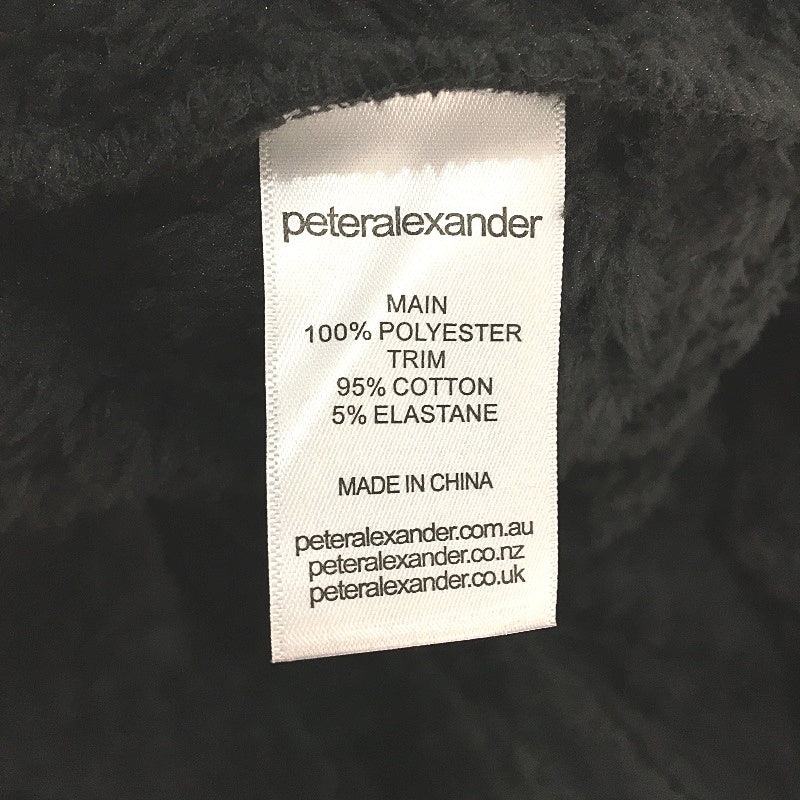 peteralexander
MAIN
100% POLYESTER
TRIM
95% COTTON
5% ELASTANE
MADE IN CHINA
peteralexander.com.au
peteralexander.co.nz
peteralexander.co.uk